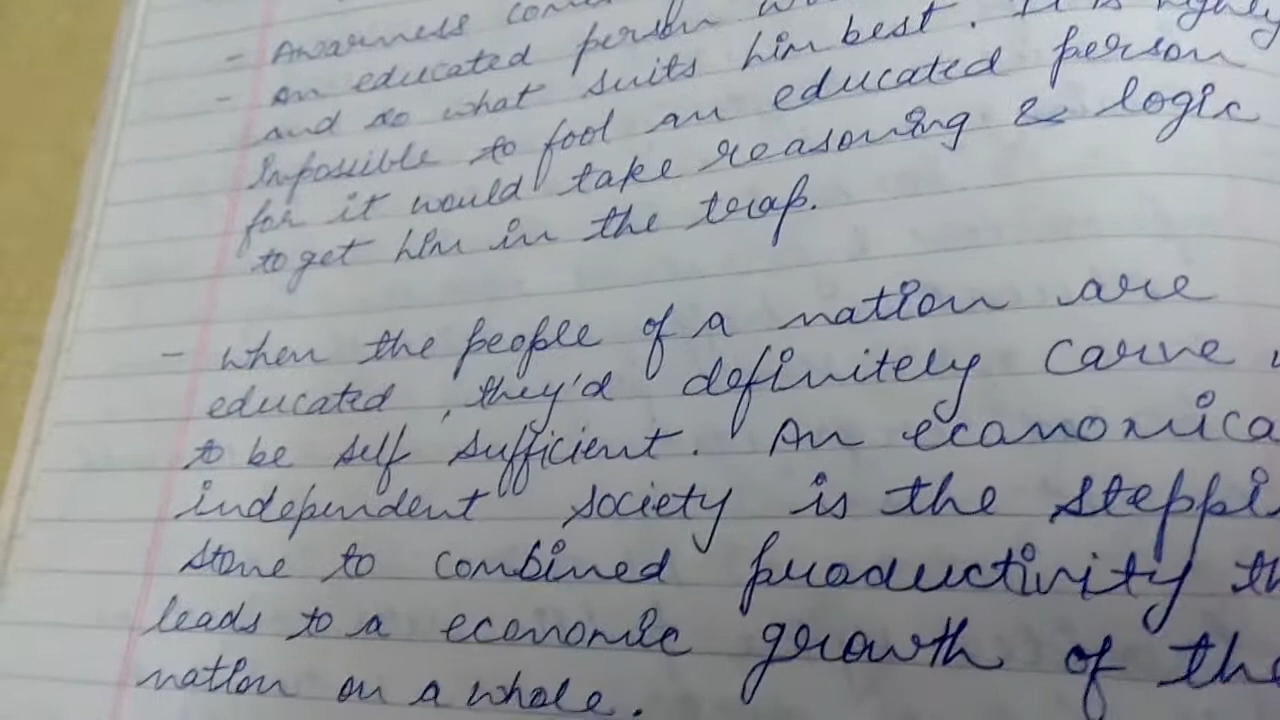 - Awarness
- An educated person
and do what suits him best. It is highly
Impossible to fool an educated person
for it would take reasoning & logic
to get him in the trap.
- when the people of a nation are
educated, they'd definitely carve
to be self sufficient. An economica
independent society is the steppi
stone to combined productivity th
leads to a economic growth of the
nation on a whole.